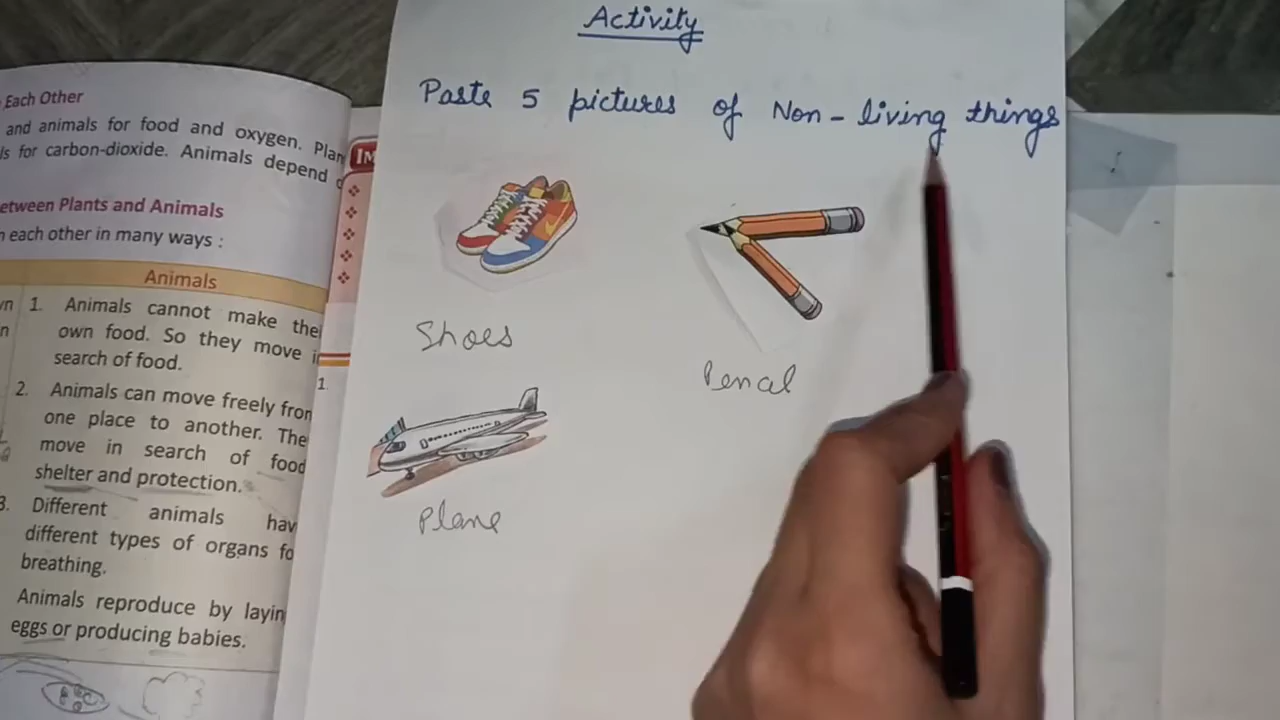 Activity
Paste 5 pictures of Non-living things
Shoes
Pencal
Plane
Each Other
and animals for food and oxygen. Plan
ls for carbon-dioxide. Animals depend
etween Plants and Animals
n each other in many ways :
Animals
1. Animals cannot make the
own food. So they move i
search of food.
2. Animals can move freely fron
one place to another. The
move in search of food
shelter and protection.
3. Different animals hav
different types of organs fo
breathing.
Animals reproduce by layin
eggs or producing babies.
IM
1.